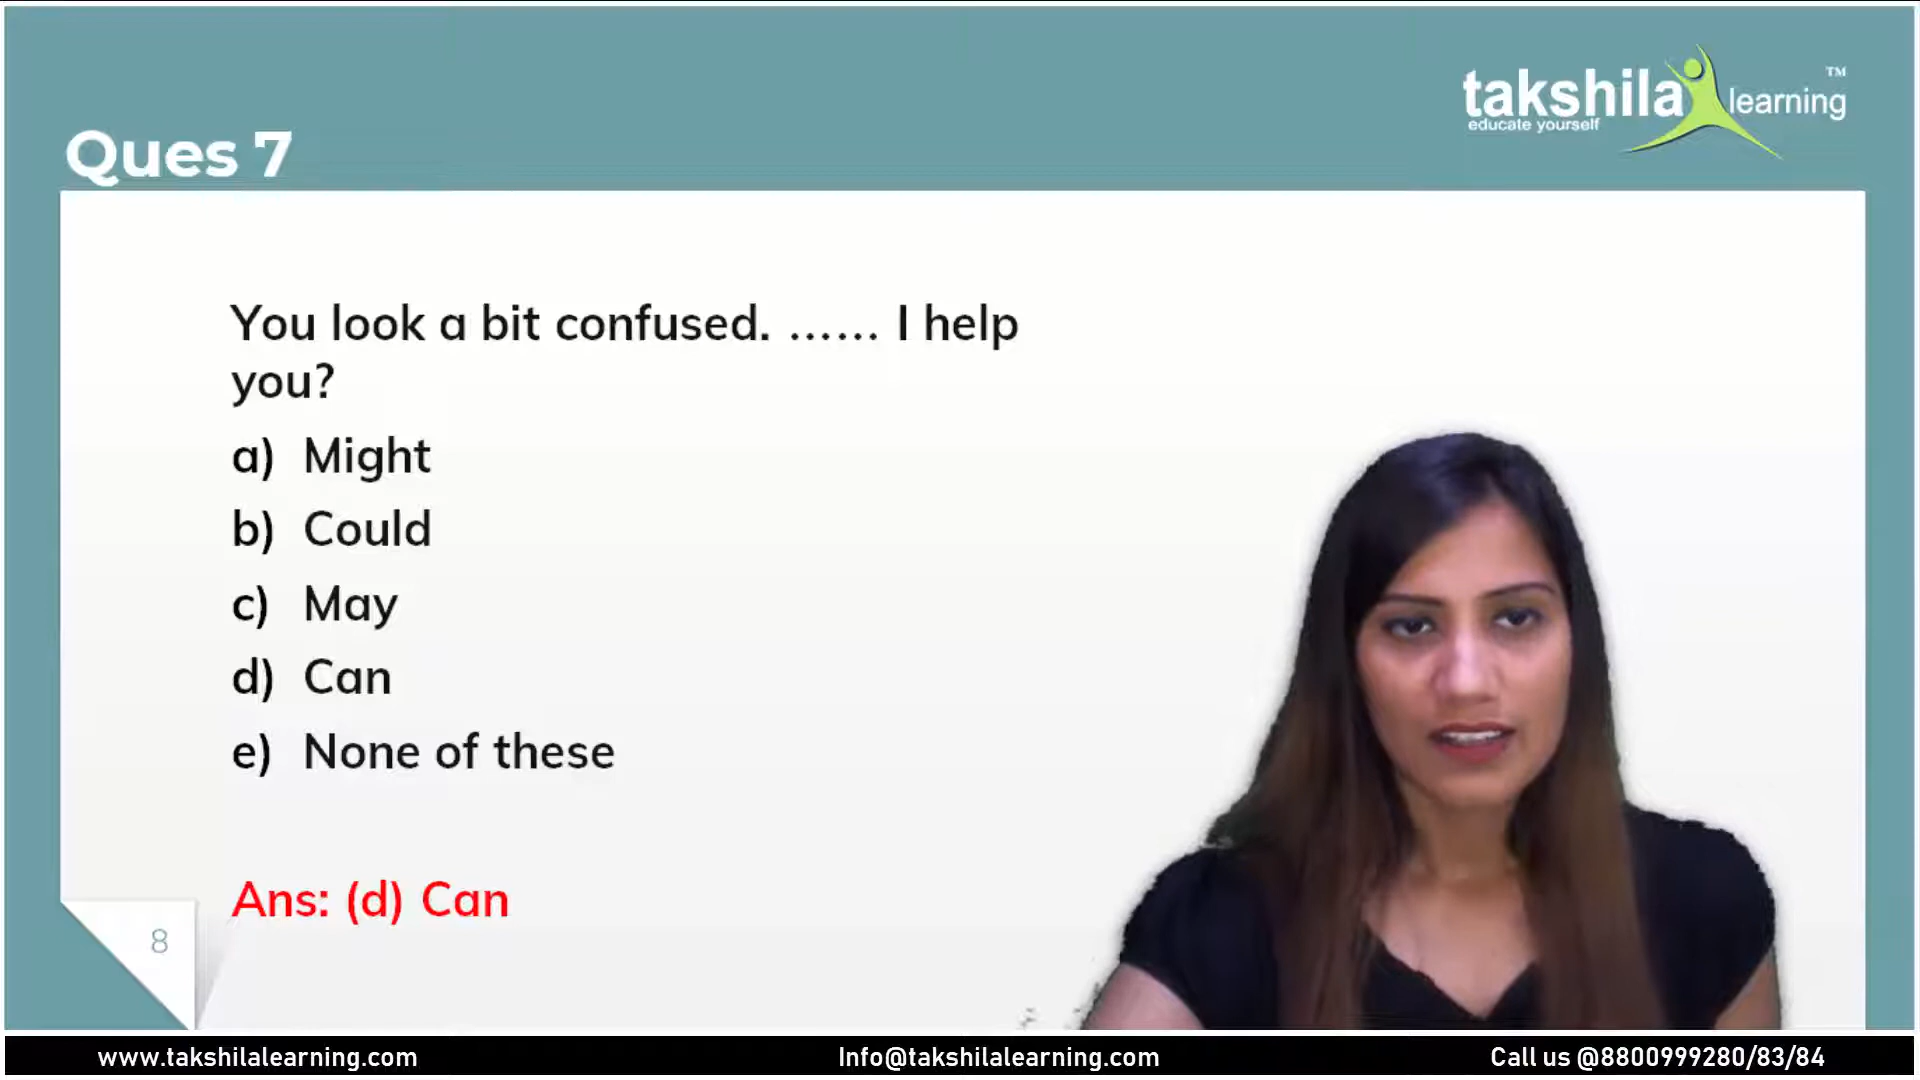 takshila learning ™
educate yourself
Ques 7
You look a bit confused. ...... I help
you?
a) Might
b) Could
c) May
d) Can
e) None of these
Ans: (d) Can
8
www.takshilalearning.com Info@takshilalearning.com Call us @8800999280/83/84